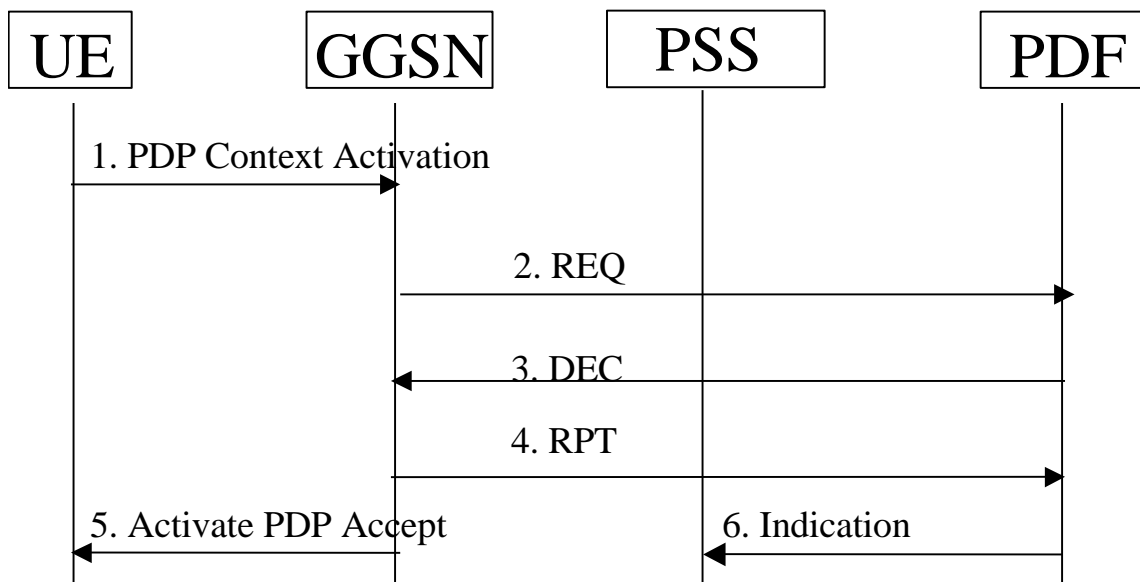 UE
GGSN
PSS
PDF
1. PDP Context Activation
2. REQ
3. DEC
4. RPT
5. Activate PDP Accept
6. Indication